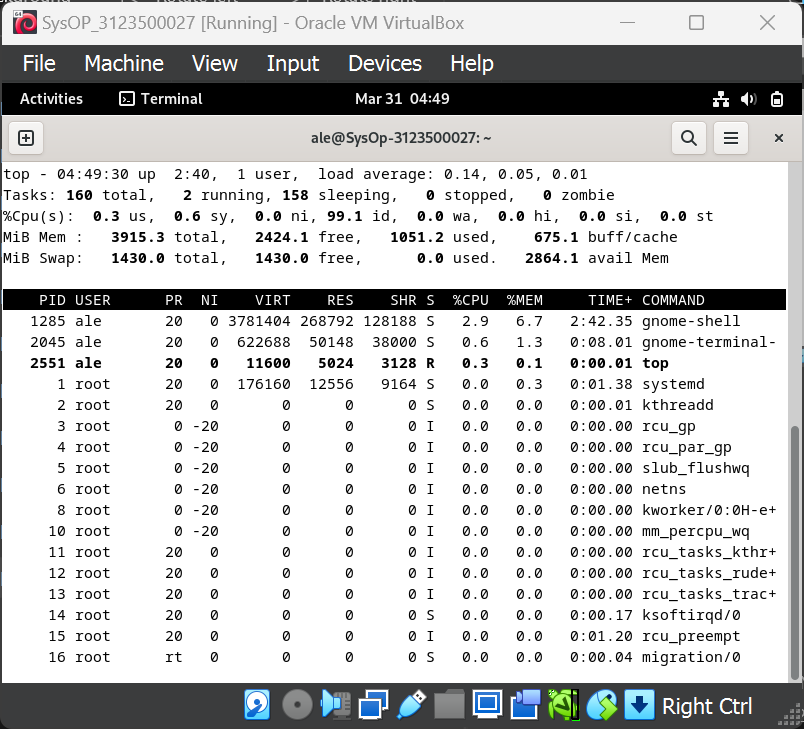 SysOP_3123500027 [Running] - Oracle VM VirtualBox
File Machine View Input Devices Help
Activities Terminal Mar 31 04:49
ale@SysOp-3123500027: ~
top - 04:49:30 up 2:40, 1 user, load average: 0.14, 0.05, 0.01
Tasks: 160 total, 2 running, 158 sleeping, 0 stopped, 0 zombie
%Cpu(s): 0.3 us, 0.6 sy, 0.0 ni, 99.1 id, 0.0 wa, 0.0 hi, 0.0 si, 0.0 st
MiB Mem : 3915.3 total, 2424.1 free, 1051.2 used, 675.1 buff/cache
MiB Swap: 1430.0 total, 1430.0 free, 0.0 used. 2864.1 avail Mem
PID USER PR NI VIRT RES SHR S %CPU %MEM TIME+ COMMAND
1285 ale 20 0 3781404 268792 128188 S 2.9 6.7 2:42.35 gnome-shell
2045 ale 20 0 622688 50148 38000 S 0.6 1.3 0:08.01 gnome-terminal-
2551 ale 20 0 11600 5024 3128 R 0.3 0.1 0:00.01 top
1 root 20 0 176160 12556 9164 S 0.0 0.3 0:01.38 systemd
2 root 20 0 0 0 0 S 0.0 0.0 0:00.01 kthreadd
3 root 0 -20 0 0 0 I 0.0 0.0 0:00.00 rcu_gp
4 root 0 -20 0 0 0 I 0.0 0.0 0:00.00 rcu_par_gp
5 root 0 -20 0 0 0 I 0.0 0.0 0:00.00 slub_flushwq
6 root 0 -20 0 0 0 I 0.0 0.0 0:00.00 netns
8 root 0 -20 0 0 0 I 0.0 0.0 0:00.00 kworker/0:0H-e+
10 root 0 -20 0 0 0 I 0.0 0.0 0:00.00 mm_percpu_wq
11 root 20 0 0 0 0 I 0.0 0.0 0:00.00 rcu_tasks_kthr+
12 root 20 0 0 0 0 I 0.0 0.0 0:00.00 rcu_tasks_rude+
13 root 20 0 0 0 0 I 0.0 0.0 0:00.00 rcu_tasks_trac+
14 root 20 0 0 0 0 S 0.0 0.0 0:00.17 ksoftirqd/0
15 root 20 0 0 0 0 I 0.0 0.0 0:01.20 rcu_preempt
16 root rt 0 0 0 0 S 0.0 0.0 0:00.04 migration/0
Right Ctrl